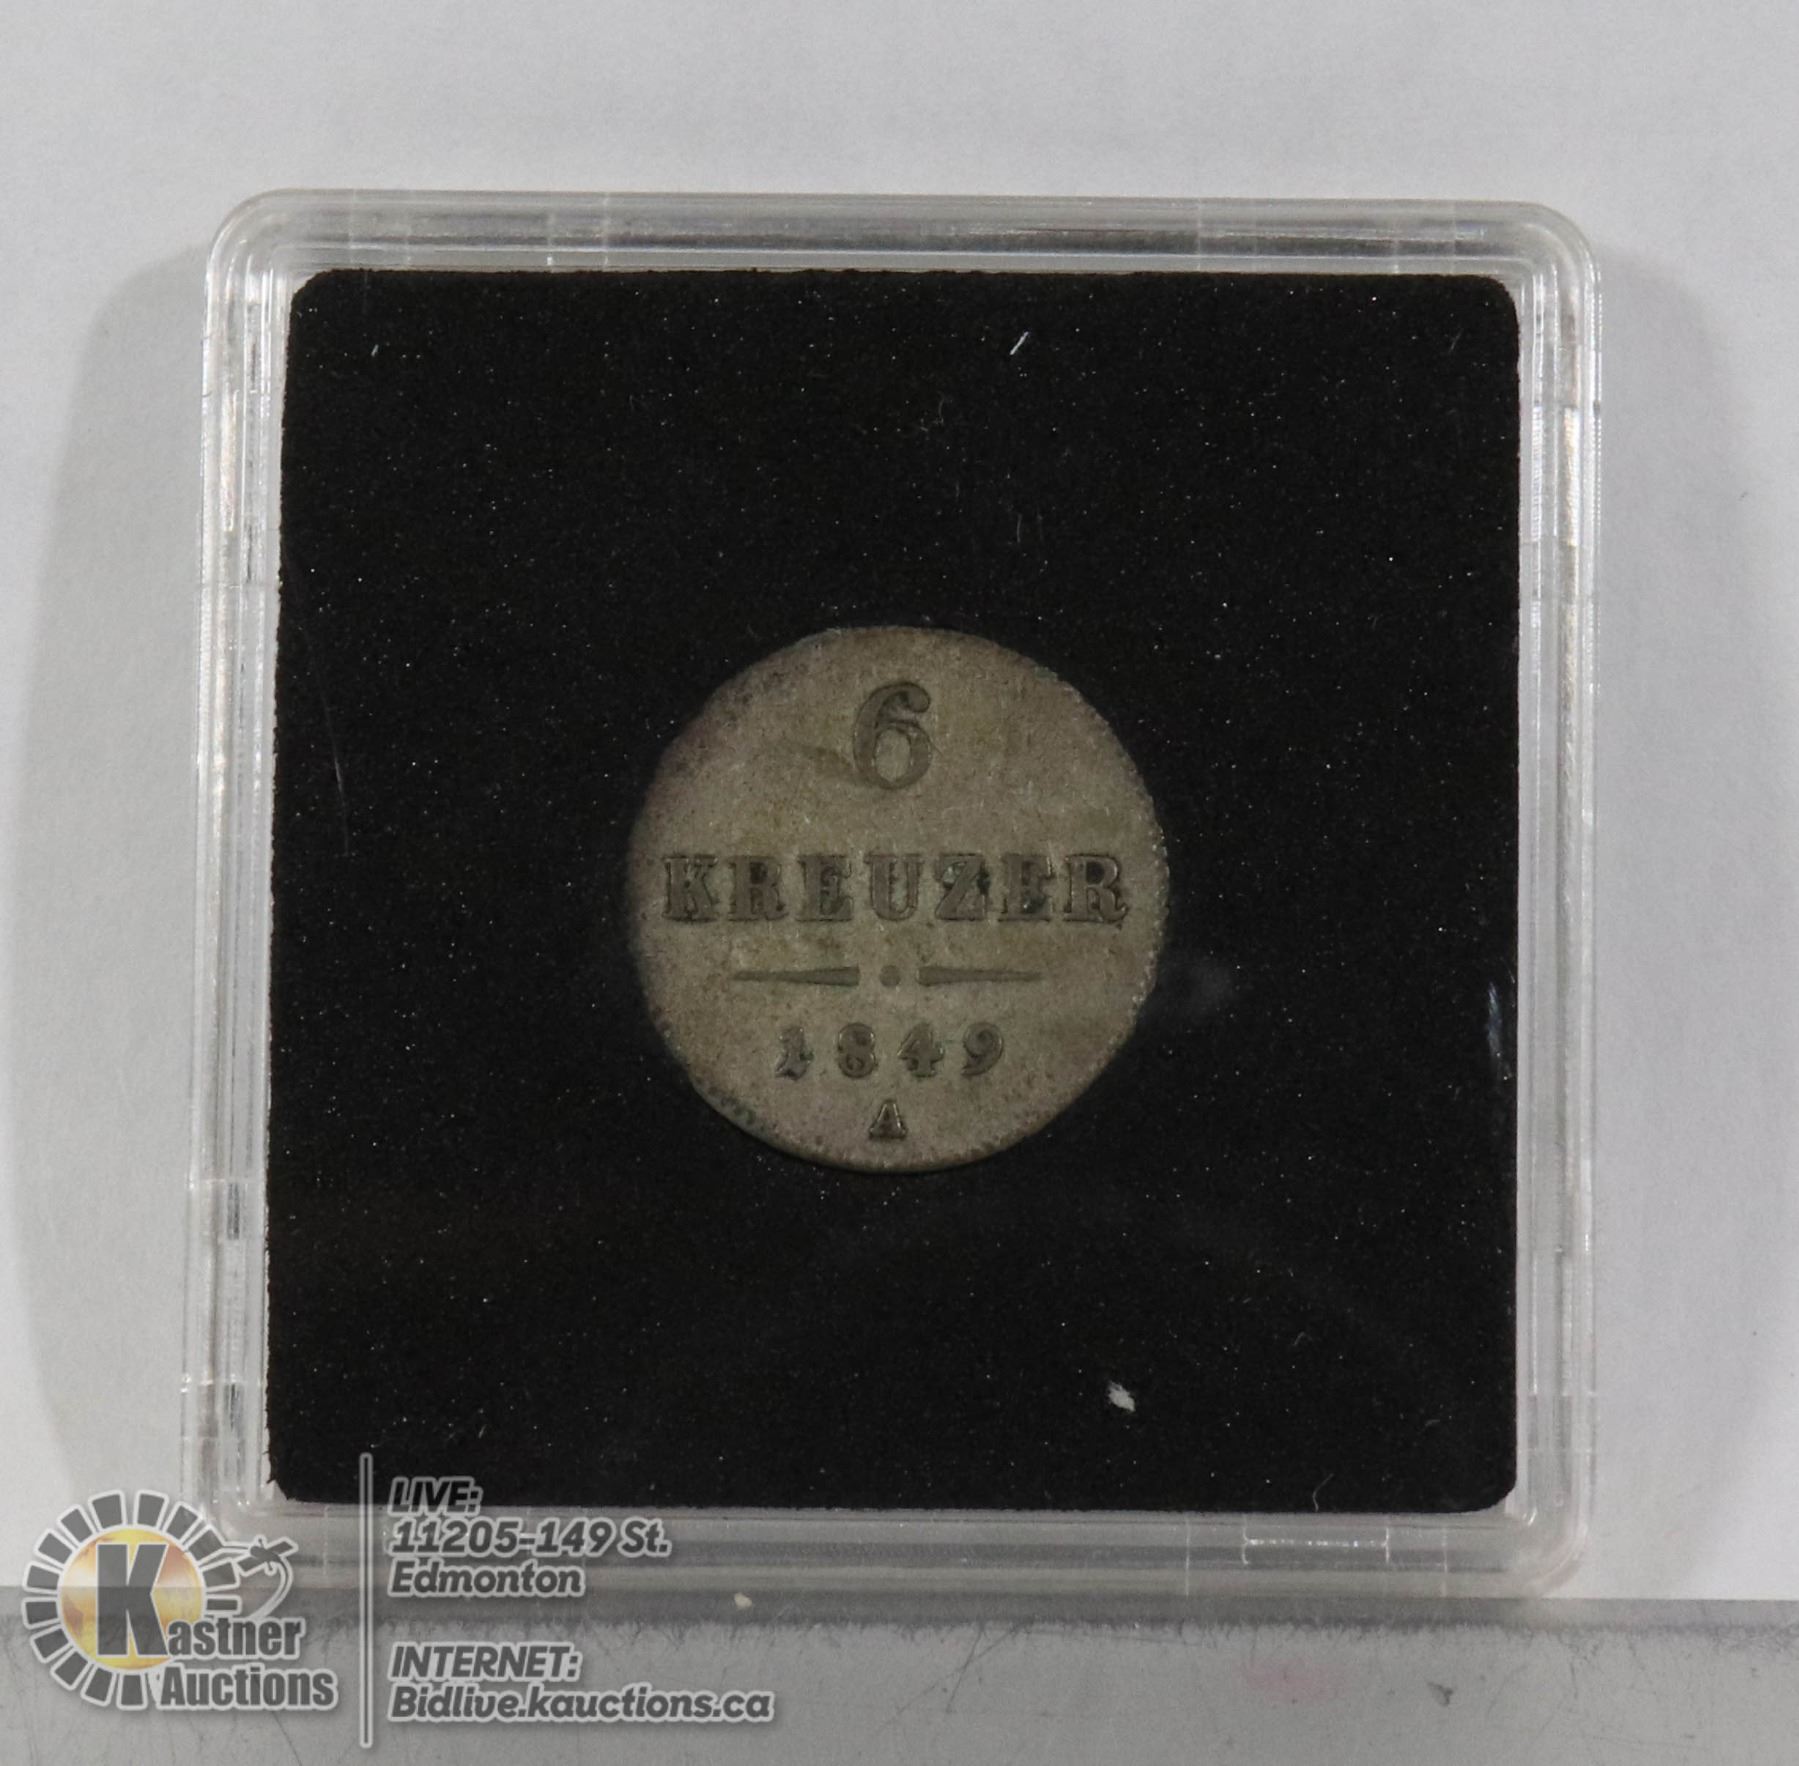 6
KREUZER
1849
A
Kastner
Auctions
LIVE:
11205-149 St.
Edmonton
INTERNET:
Bidlive.kauctions.ca